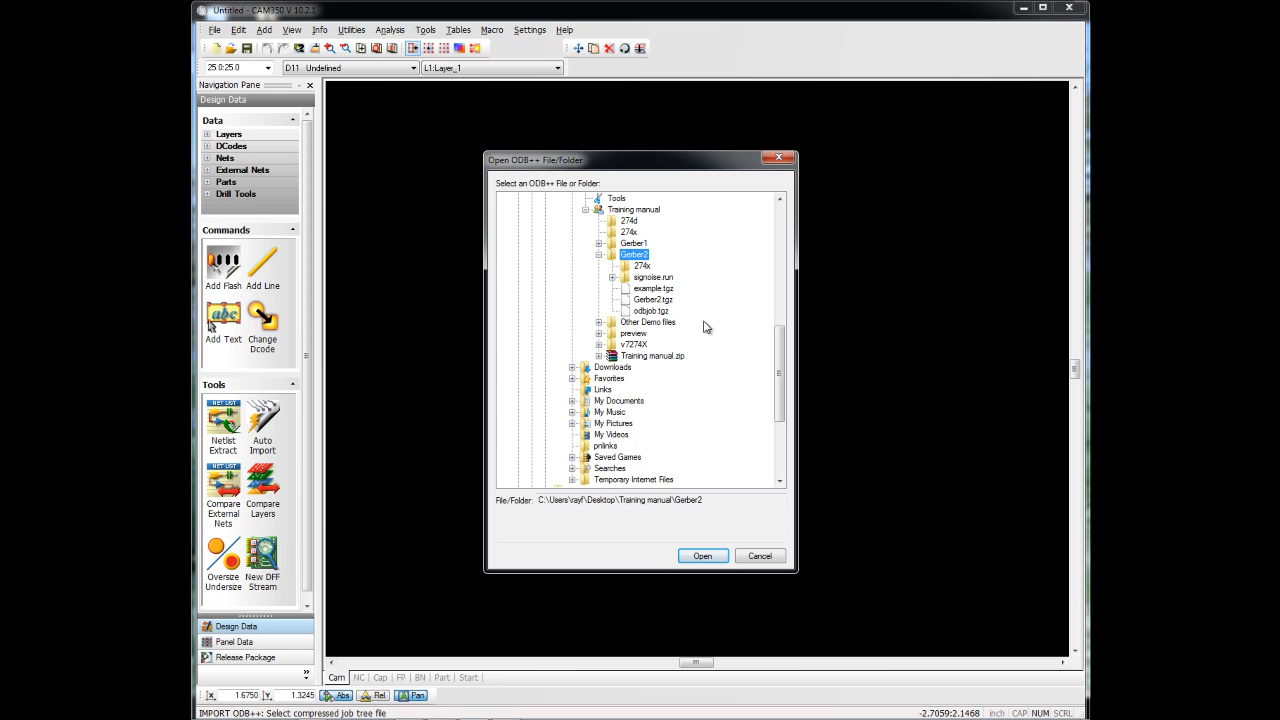 Untitled - CAM350 V 10.2.1
File Edit Add View Info Utilities Analysis Tools Tables Macro Settings Help
25.0:25.0 D11 Undefined L1:Layer_1
Navigation Pane
Design Data
Data
Layers
DCodes
Nets
External Nets
Parts
Drill Tools
Commands
Add Flash Add Line
abc
Add Text Change Dcode
Tools
NET LIST
Netlist Extract Auto Import
NET LIST
Compare External Nets Compare Layers
Oversize Undersize New DFF Stream
Design Data
Panel Data
Release Package
Open ODB++ File/Folder
Select an ODB++ File or Folder:
Tools
Training manual
274d
274x
Gerber1
Gerber2
274x
signoise.run
example.tgz
Gerber2.tgz
odbjob.tgz
Other Demo files
preview
v7274X
Training manual.zip
Downloads
Favorites
Links
My Documents
My Music
My Pictures
My Videos
pnlinks
Saved Games
Searches
Temporary Internet Files
File/Folder: C:\Users\rayf\Desktop\Training manual\Gerber2
Open Cancel
Cam NC Cap FP BN Part Start
X 1.6750 Y 1.3245 Abs Rel Pan
IMPORT ODB++: Select compressed job tree file -2.7059:2.1468 inch CAP NUM SCRL